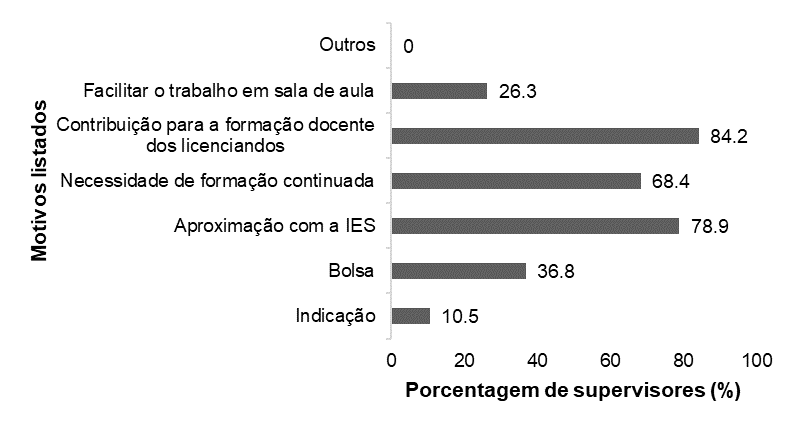 Motivos listados
Outros
0
Facilitar o trabalho em sala de aula
26.3
Contribuição para a formação docente
dos licenciandos
84.2
Necessidade de formação continuada
68.4
Aproximação com a IES
78.9
Bolsa
36.8
Indicação
10.5
0 20 40 60 80 100
Porcentagem de supervisores (%)